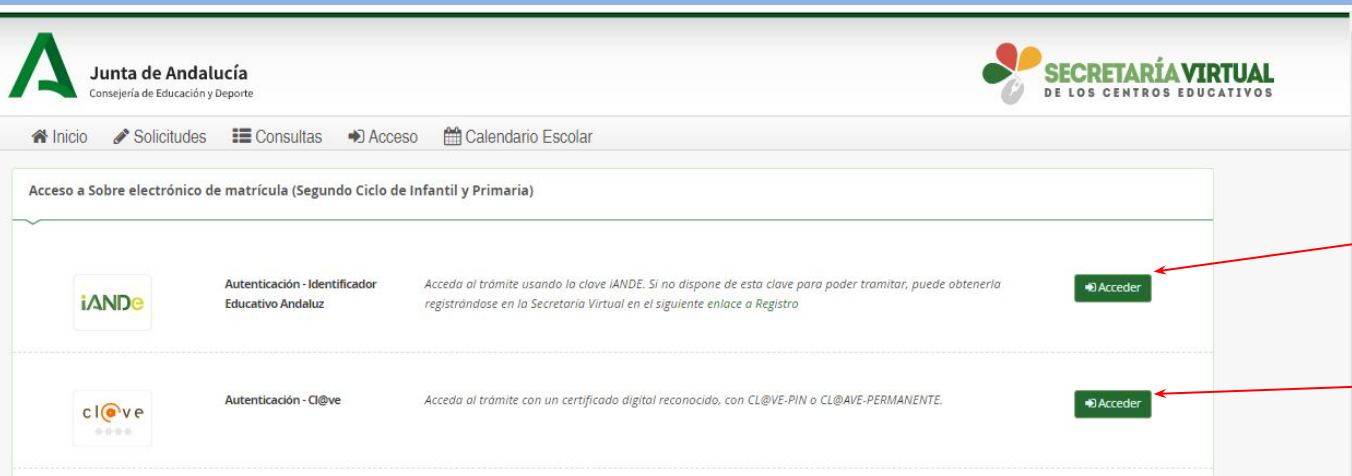 Junta de Andalucía
Consejería de Educación y Deporte
SECRETARÍA VIRTUAL
DE LOS CENTROS EDUCATIVOS
Inicio Solicitudes Consultas Acceso Calendario Escolar
Acceso a Sobre electrónico de matrícula (Segundo Ciclo de Infantil y Primaria)
iANDe
Autenticación - Identificador
Educativo Andaluz
Acceda al trámite usando la clave iANDE. Si no dispone de esta clave para poder tramitar, puede obtenerla
registrándose en la Secretaría Virtual en el siguiente enlace a Registro
Acceder
cl@ve
Autenticación - Cl@ve
Acceda al trámite con un certificado digital reconocido, con CL@VE-PIN o CL@AVE-PERMANENTE.
Acceder